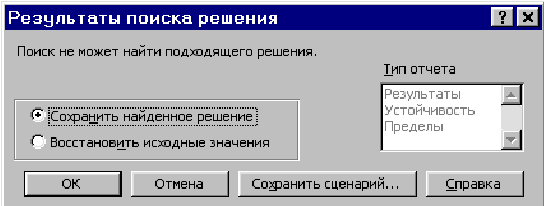 Результаты поиска решения
Поиск не может найти подходящего решения.
Тип отчета
Результаты
Устойчивость
Пределы
Сохранить найденное решение
Восстановить исходные значения
OK
Отмена
Сохранить сценарий...
Справка